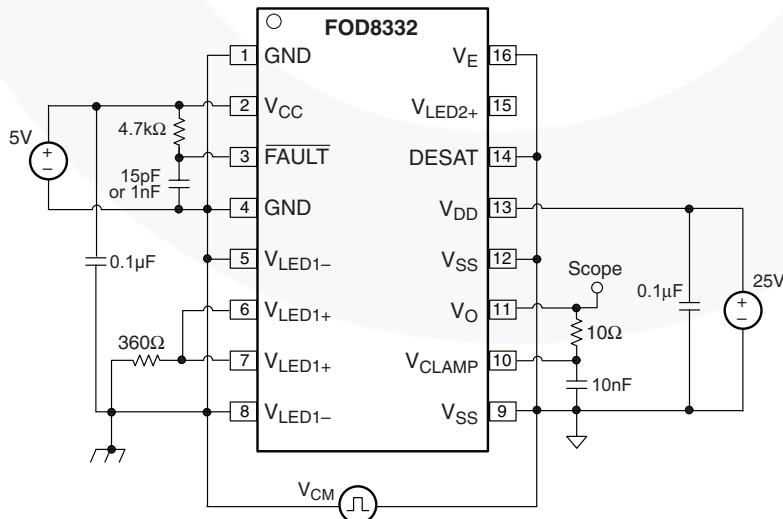 FOD8332
1 GND
2 VCC
3 FAULT
4 GND
5 VLED1–
6 VLED1+
7 VLED1+
8 VLED1–
VE 16
VLED2+ 15
DESAT 14
VDD 13
VSS 12
VO 11
VCLAMP 10
VSS 9
5V
+
–
4.7kΩ
15pF
or 1nF
0.1µF
360Ω
Scope
10Ω
10nF
0.1µF
25V
+
–
VCM